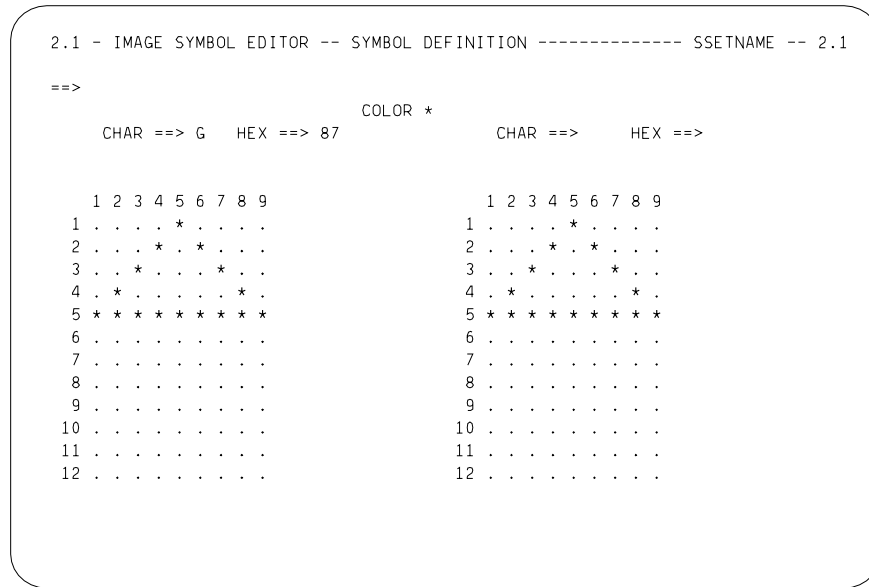 2.1 - IMAGE SYMBOL EDITOR -- SYMBOL DEFINITION -------------- SSETNAME -- 2.1
==>
COLOR *
CHAR ==> G   HEX ==> 87   CHAR ==>   HEX ==>
1 2 3 4 5 6 7 8 9   1 2 3 4 5 6 7 8 9
1 . . . . * . . . .   1 . . . . * . . . .
2 . . . * . * . . .   2 . . . * . * . . .
3 . . * . . . * . .   3 . . * . . . * . .
4 . * . . . . . * .   4 . * . . . . . * .
5 * * * * * * * * *   5 * * * * * * * * *
6 . . . . . . . . .   6 . . . . . . . . .
7 . . . . . . . . .   7 . . . . . . . . .
8 . . . . . . . . .   8 . . . . . . . . .
9 . . . . . . . . .   9 . . . . . . . . .
10 . . . . . . . . .   10 . . . . . . . . .
11 . . . . . . . . .   11 . . . . . . . . .
12 . . . . . . . . .   12 . . . . . . . . .